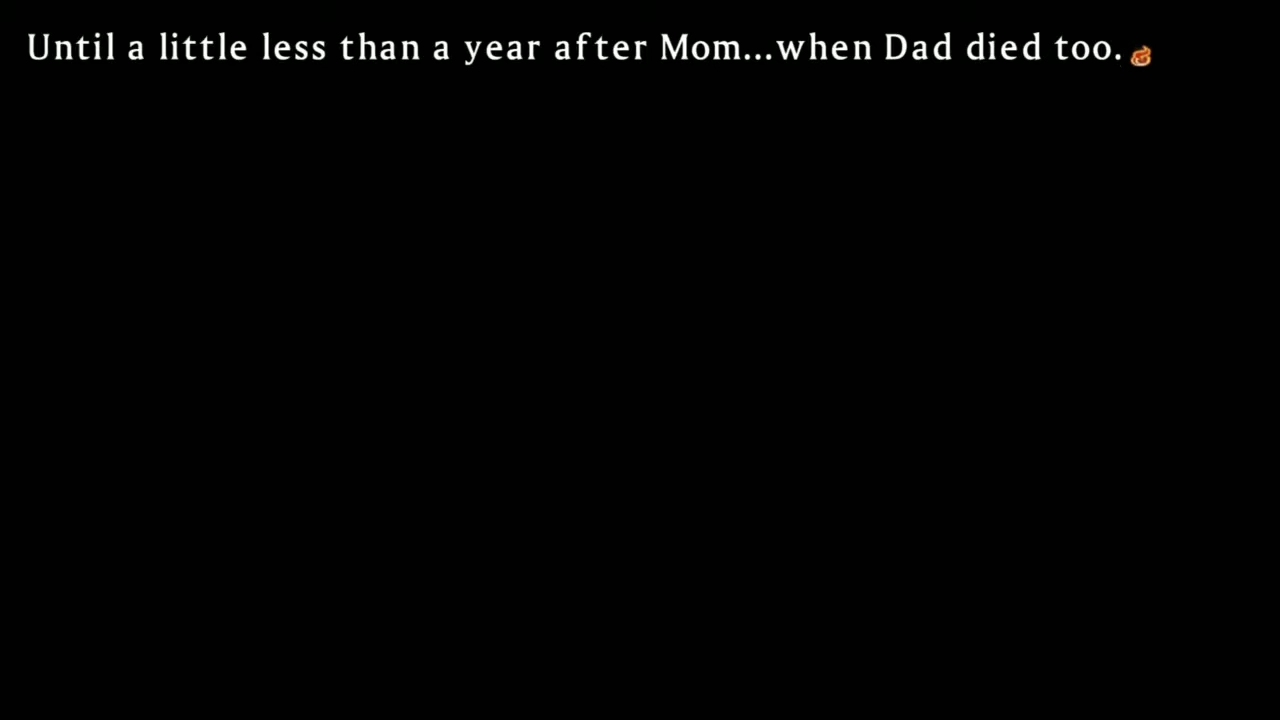 Until a little less than a year after Mom...when Dad died too.